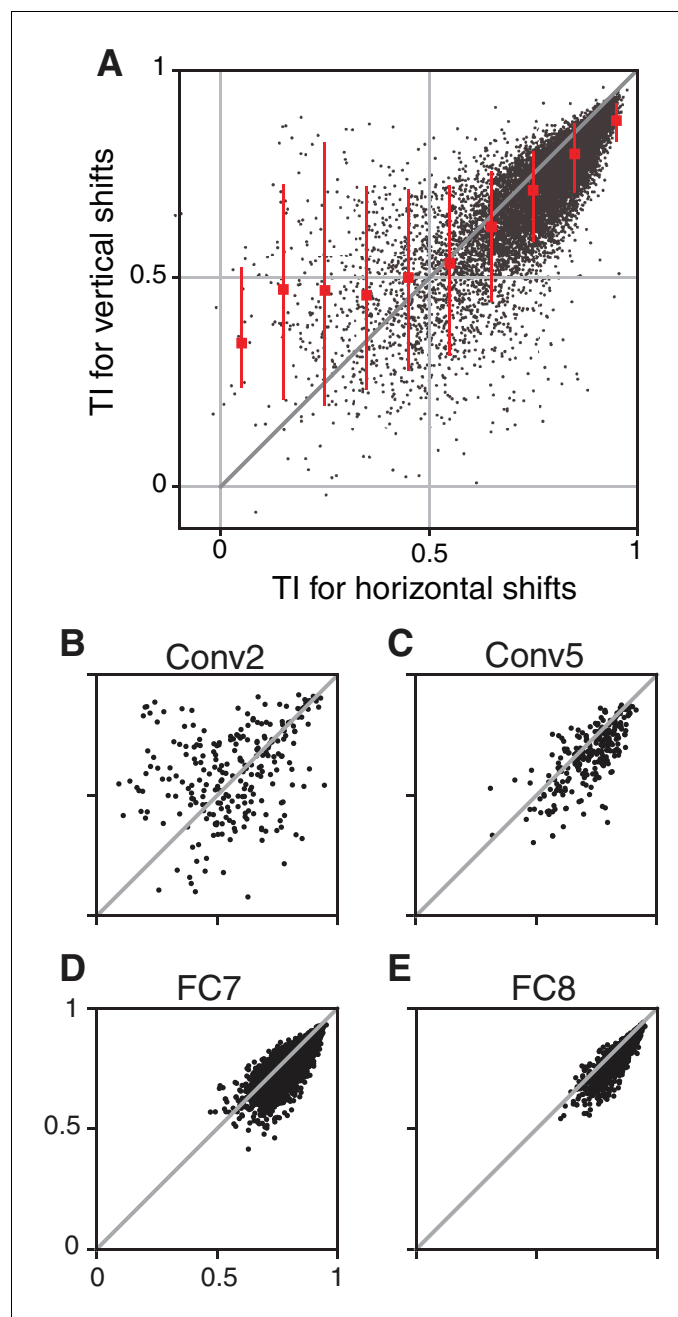 A
1
0.5
0
TI for vertical shifts
0
0.5
1
TI for horizontal shifts
B
Conv2
C
Conv5
D
FC7
E
FC8
1
0.5
0
0
0.5
1